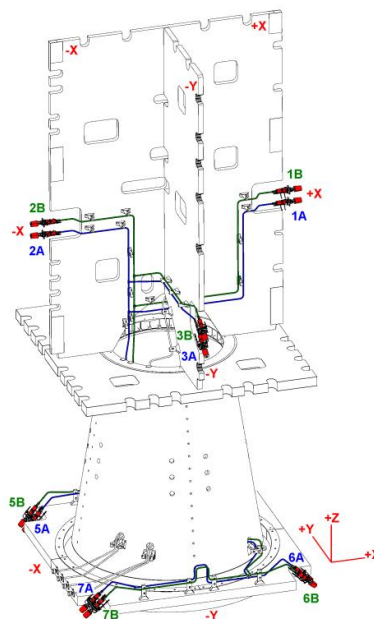 -X
+X
-Y
1B
+X
1A
2B
-X
2A
3B
3A
-Y
5B
5A
+Z
+Y
+X
-X
7A
6A
6B
7B
-Y